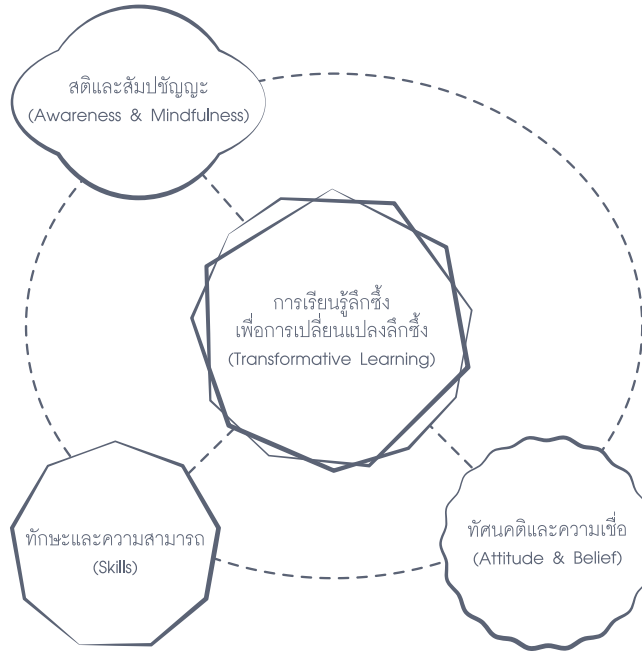 สติและสัมปชัญญะ
(Awareness & Mindfulness)
การเรียนรู้ลึกซึ้ง
เพื่อการเปลี่ยนแปลงลึกซึ้ง
(Transformative Learning)
ทักษะและความสามารถ
(Skills)
ทัศนคติและความเชื่อ
(Attitude & Belief)